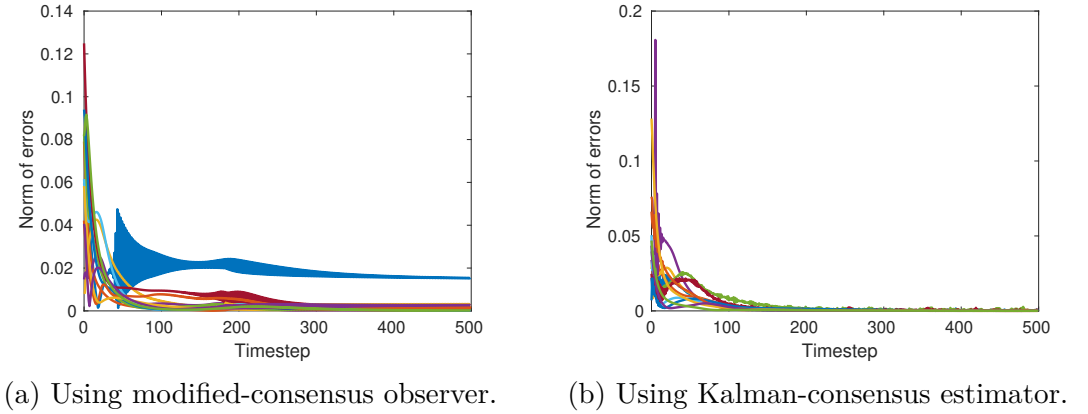 0.14
0.12
0.1
0.08
0.06
0.04
0.02
0
Norm of errors
0 100 200 300 400 500
Timestep
(a) Using modified-consensus observer.
0.2
0.15
0.1
0.05
0
Norm of errors
0 100 200 300 400 500
Timestep
(b) Using Kalman-consensus estimator.